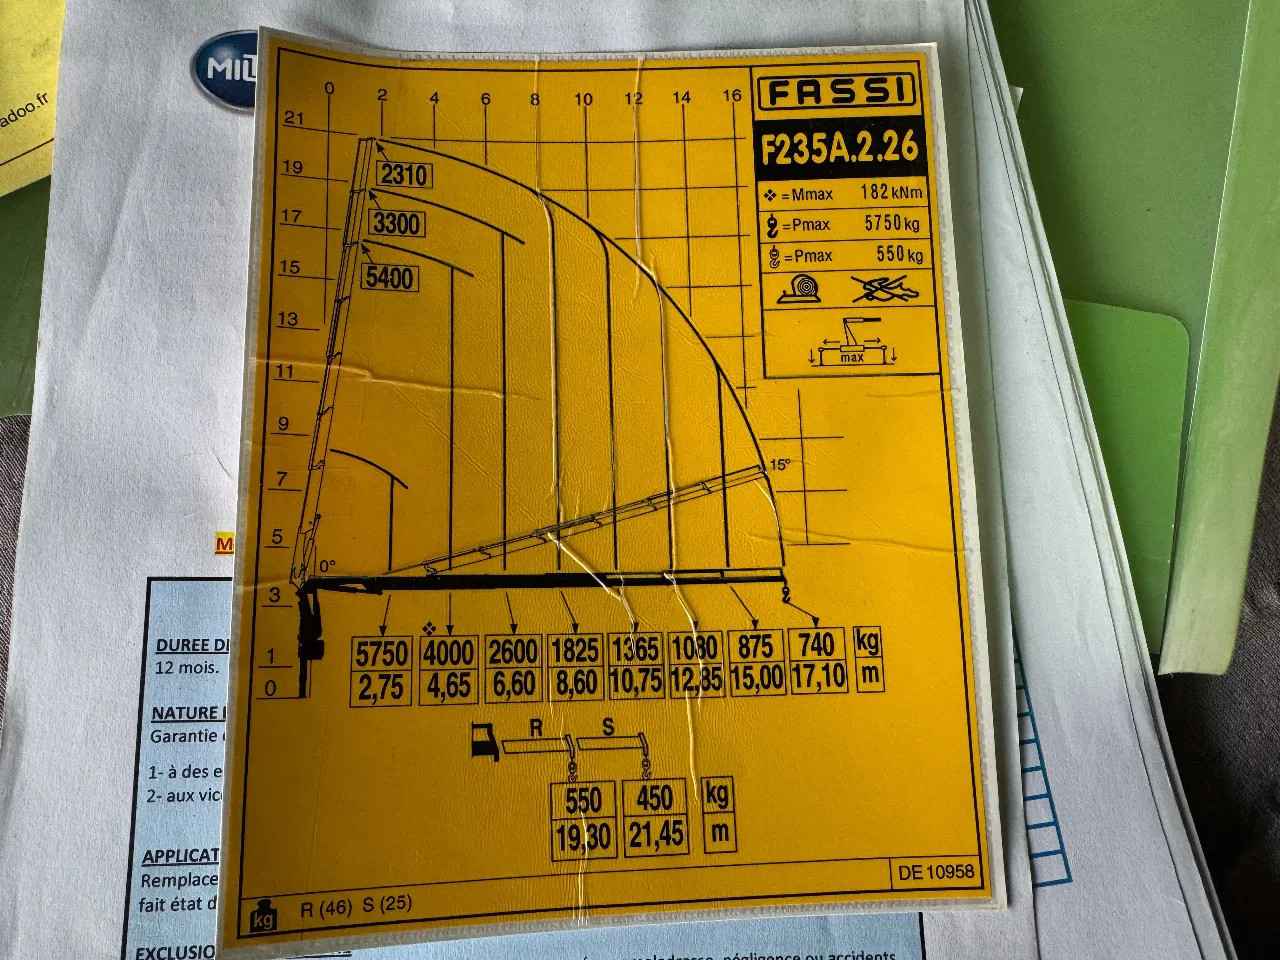 adoo.fr
MIL
FASSI
F235A.2.26
= Mmax 182 kNm
= Pmax 5750 kg
= Pmax 550 kg
max
0 2 4 6 8 10 12 14 16
21
19
17
15
13
11
9
7
5
3
1
0
2310
3300
5400
15°
0°
5750 4000 2600 1825 1365 1080 875 740 kg
2,75 4,65 6,60 8,60 10,75 12,85 15,00 17,10 m
R S
550 450 kg
19,30 21,45 m
DE 10958
kg R (46) S (25)
M
DUREE D
12 mois.
NATURE
Garantie
1- à des e
2- aux vic
APPLICAT
Remplace
fait état d
EXCLUSIO
négligence ou accidents